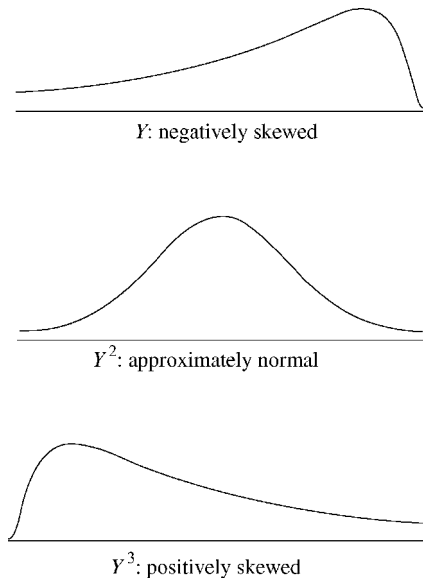 Y: negatively skewed
Y²: approximately normal
Y³: positively skewed